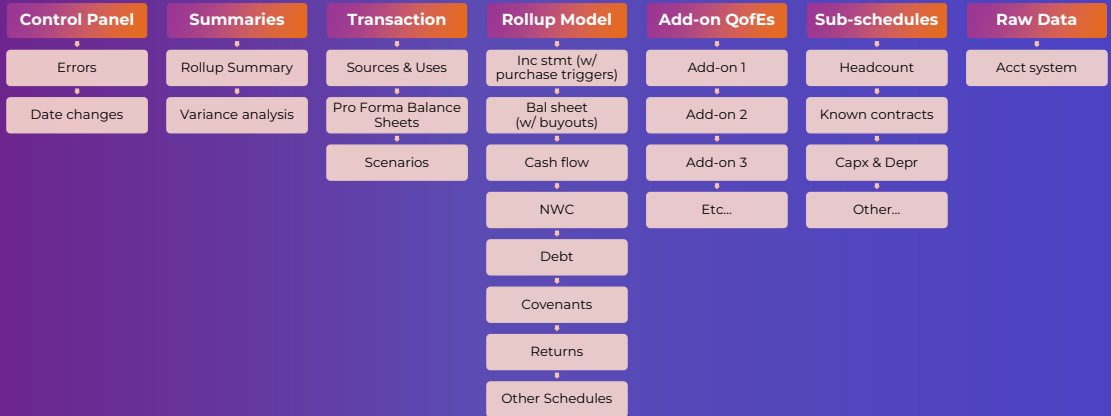 Control Panel
Errors
Date changes
Summaries
Rollup Summary
Variance analysis
Transaction
Sources & Uses
Pro Forma Balance
Sheets
Scenarios
Rollup Model
Inc stmt (w/
purchase triggers)
Bal sheet
(w/ buyouts)
Cash flow
NWC
Debt
Covenants
Returns
Other Schedules
Add-on QofEs
Add-on 1
Add-on 2
Add-on 3
Etc...
Sub-schedules
Headcount
Known contracts
Capx & Depr
Other...
Raw Data
Acct system